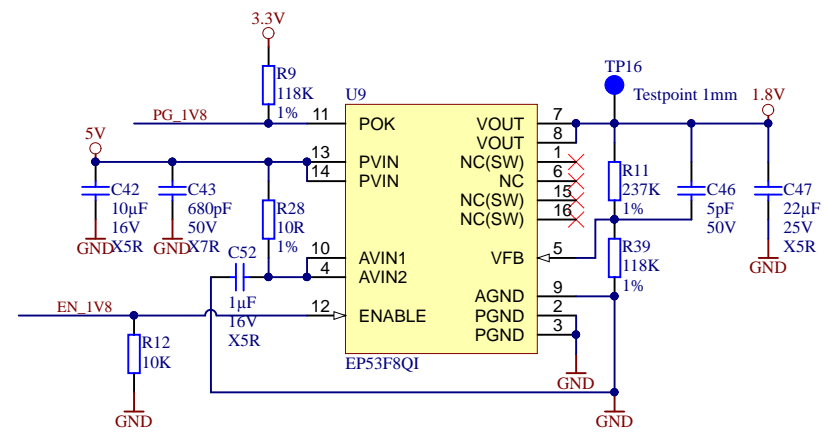 3.3V
R9
118K
1%
U9
TP16
Testpoint 1mm
1.8V
PG_1V8
11
POK
VOUT
7
VOUT
8
5V
13
PVIN
14
PVIN
NC(SW)
1
NC
6
NC(SW)
15
NC(SW)
16
C42
10µF
16V
X5R
GND
C43
680pF
50V
X7R
GND
R28
10R
1%
R11
237K
1%
C46
5pF
50V
C47
22µF
25V
X5R
GND
C52
1µF
16V
X5R
10
AVIN1
4
AVIN2
VFB
5
R39
118K
1%
AGND
9
EN_1V8
12
ENABLE
PGND
2
PGND
3
R12
10K
GND
EP53F8QI
GND
GND